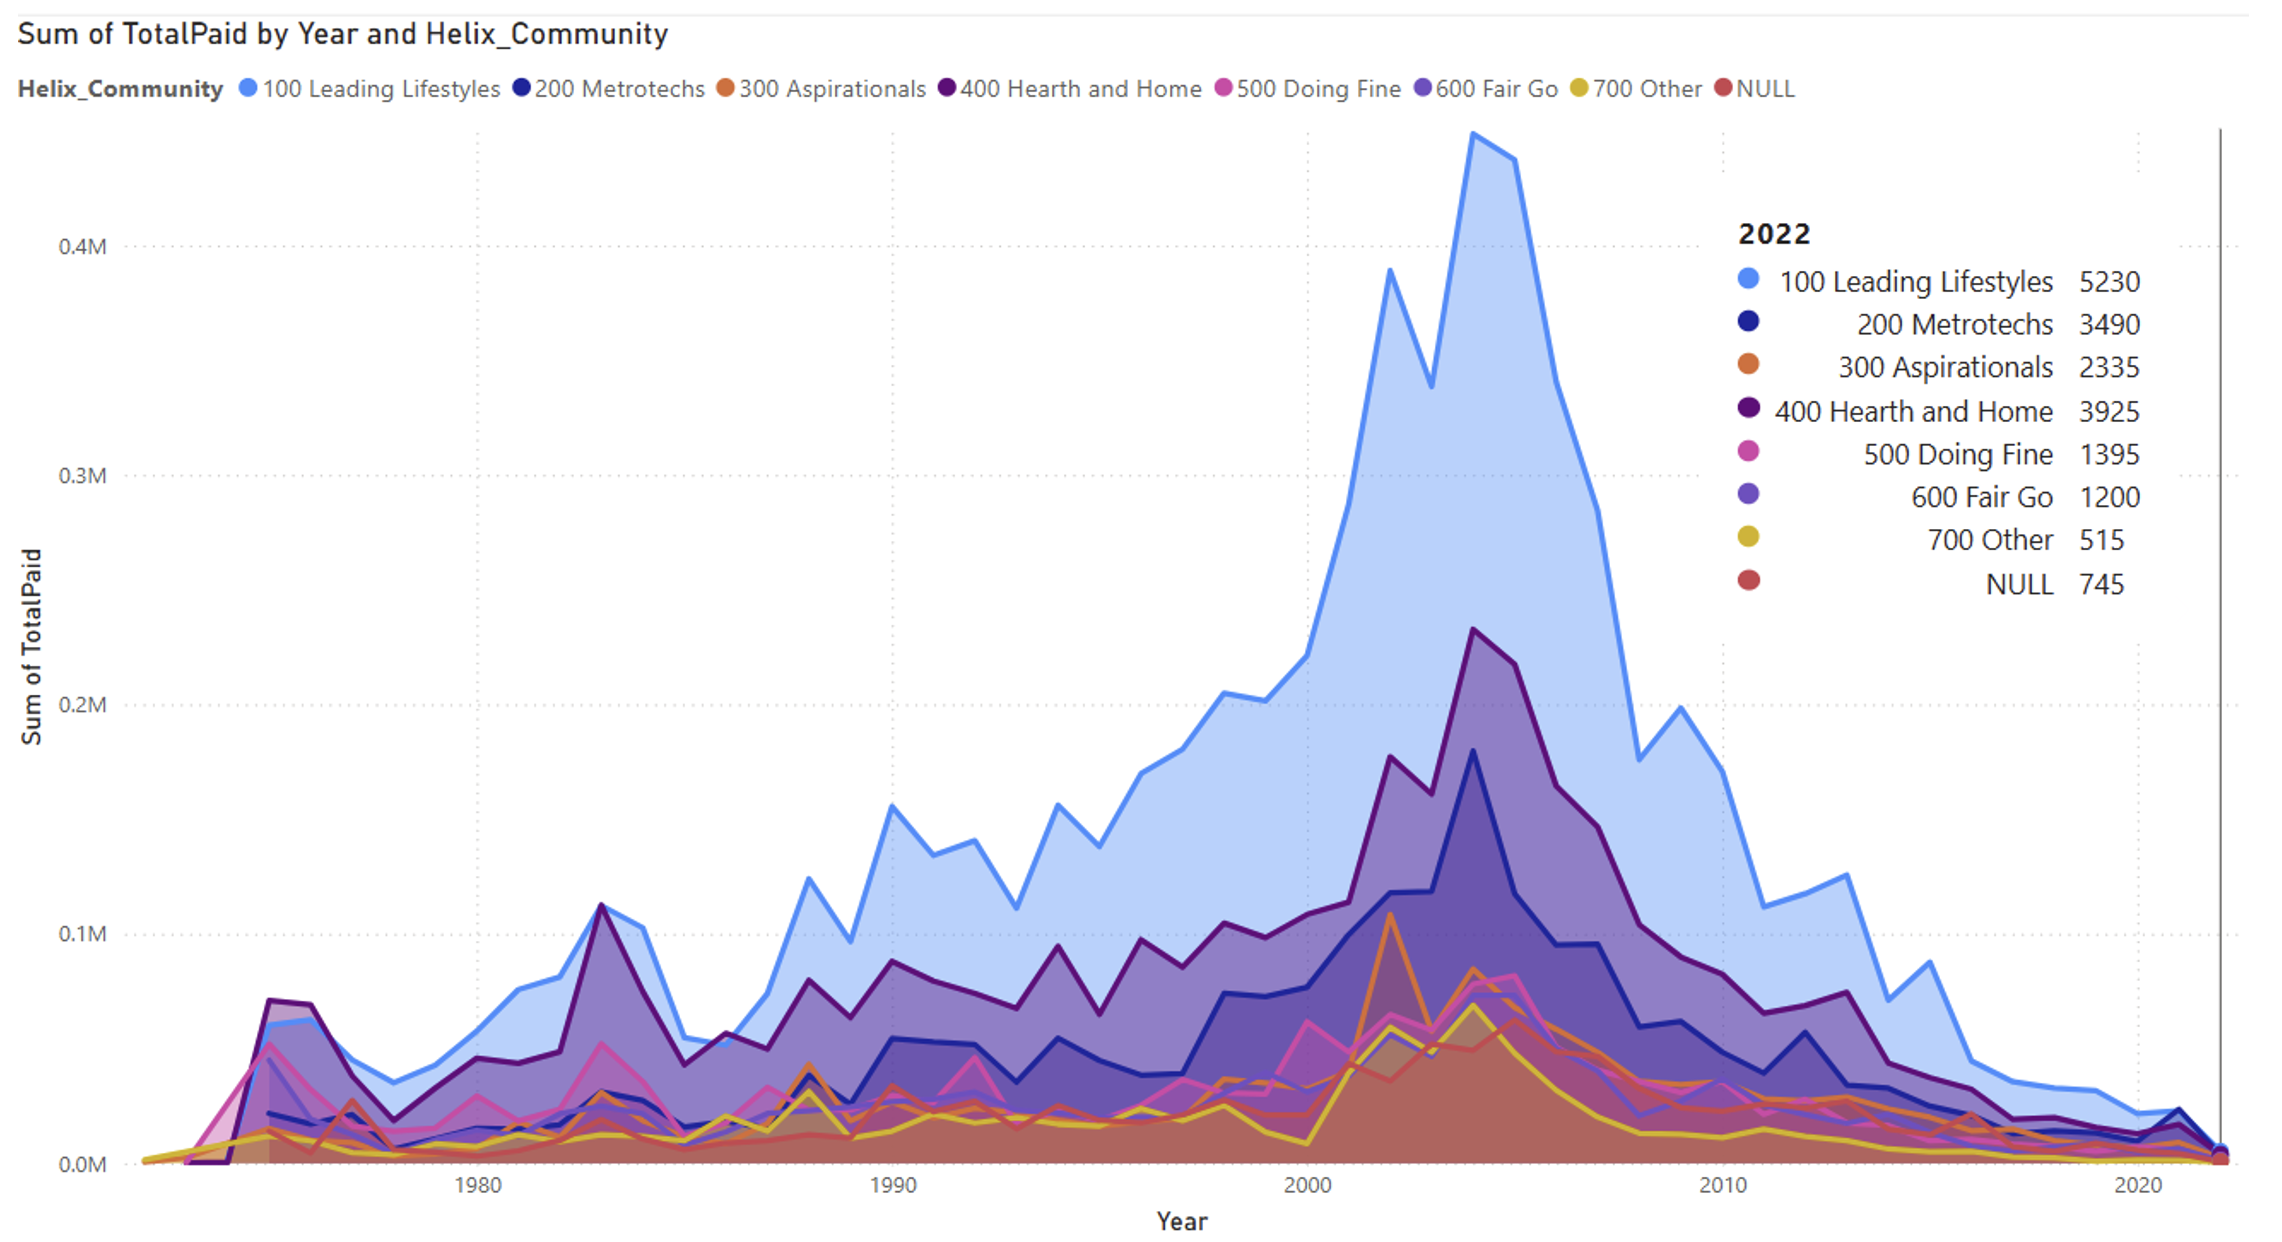 Sum of TotalPaid by Year and Helix_Community
Helix_Community 100 Leading Lifestyles 200 Metrotechs 300 Aspirationals 400 Hearth and Home 500 Doing Fine 600 Fair Go 700 Other NULL
Sum of TotalPaid
0.4M
0.3M
0.2M
0.1M
0.0M
2022
100 Leading Lifestyles 5230
200 Metrotechs 3490
300 Aspirationals 2335
400 Hearth and Home 3925
500 Doing Fine 1395
600 Fair Go 1200
700 Other 515
NULL 745
1980 1990 2000 2010 2020
Year